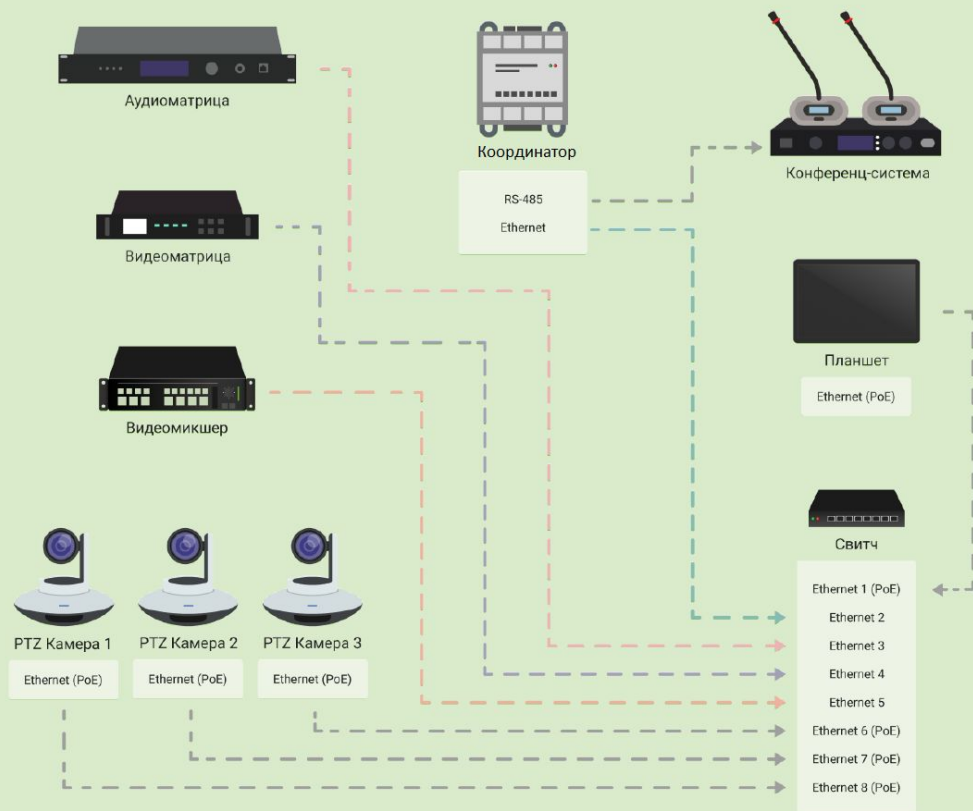 Аудиоматрица
Координатор
RS-485
Ethernet
Конференц-система
Видеоматрица
Планшет
Ethernet (PoE)
Видеомикшер
Свитч
Ethernet 1 (PoE)
Ethernet 2
Ethernet 3
Ethernet 4
Ethernet 5
Ethernet 6 (PoE)
Ethernet 7 (PoE)
Ethernet 8 (PoE)
PTZ Камера 1
Ethernet (PoE)
PTZ Камера 2
Ethernet (PoE)
PTZ Камера 3
Ethernet (PoE)